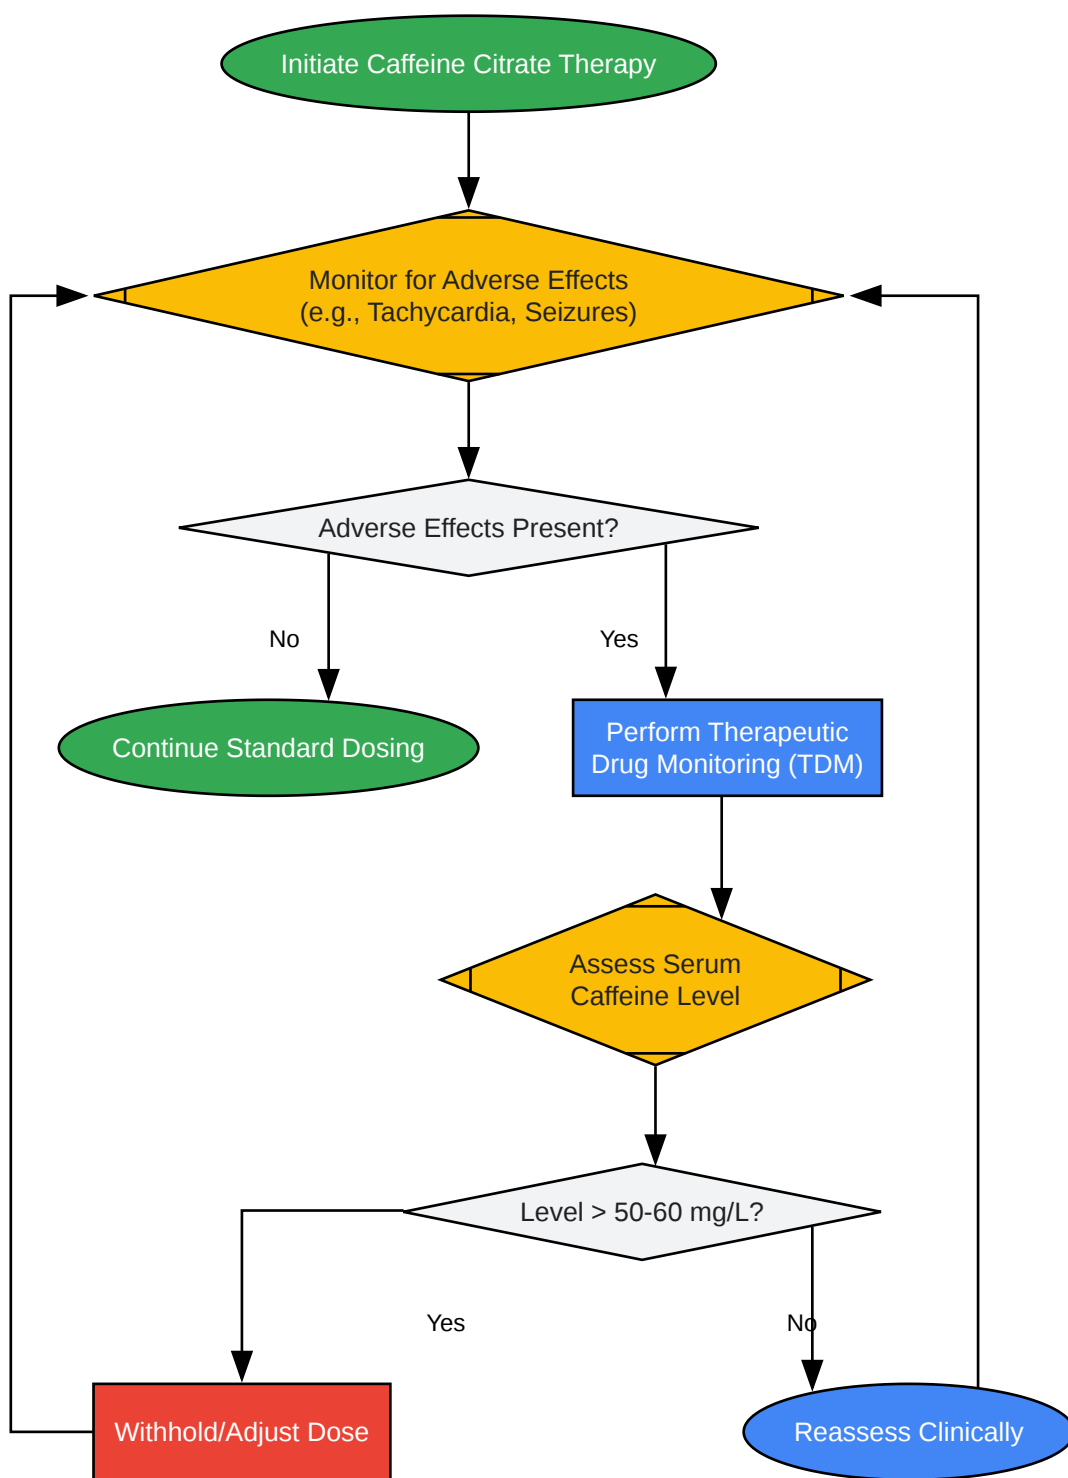 Initiate Caffeine Citrate Therapy
Monitor for Adverse Effects
(e.g., Tachycardia, Seizures)
Adverse Effects Present?
No
Yes
Continue Standard Dosing
Perform Therapeutic
Drug Monitoring (TDM)
Assess Serum
Caffeine Level
Level > 50-60 mg/L?
Yes
No
Withhold/Adjust Dose
Reassess Clinically